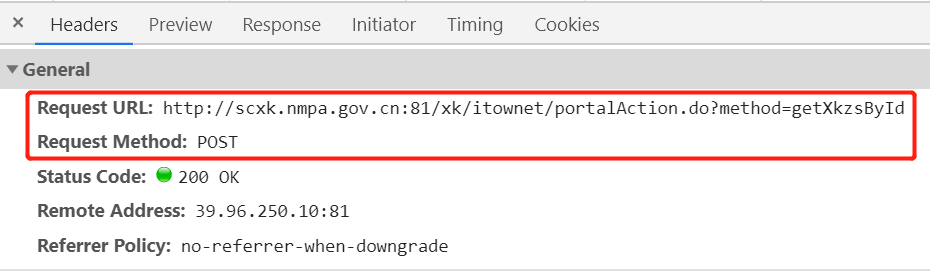 × Headers Preview Response Initiator Timing Cookies
▼ General
Request URL: http://scxk.nmpa.gov.cn:81/xk/itownet/portalAction.do?method=getXkzsById
Request Method: POST
Status Code: 200 OK
Remote Address: 39.96.250.10:81
Referrer Policy: no-referrer-when-downgrade